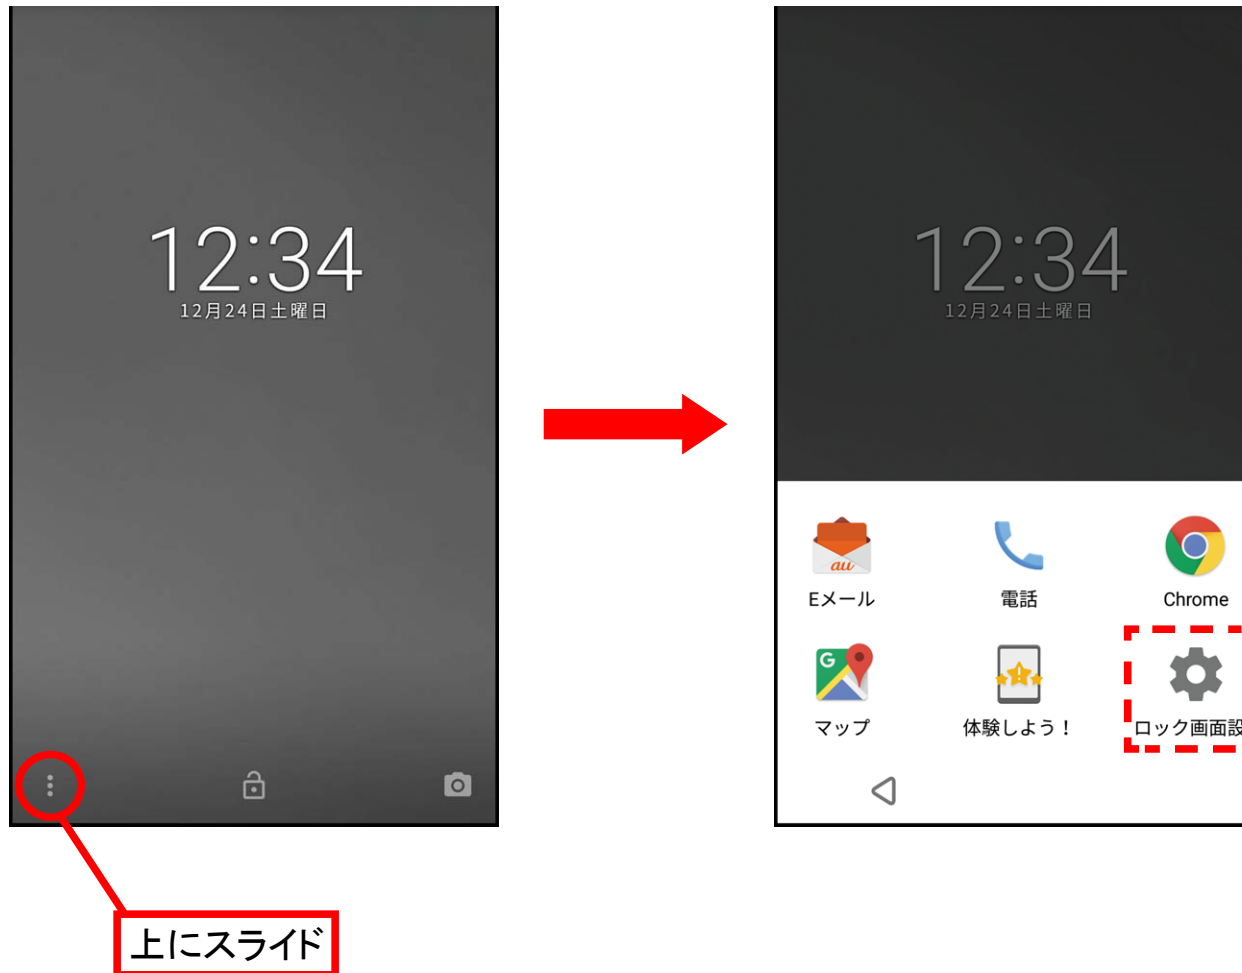 12:34
12月24日土曜日
上にスライド
12:34
12月24日土曜日
au
Eメール
電話
Chrome
G
マップ
体験しよう！
ロック画面設